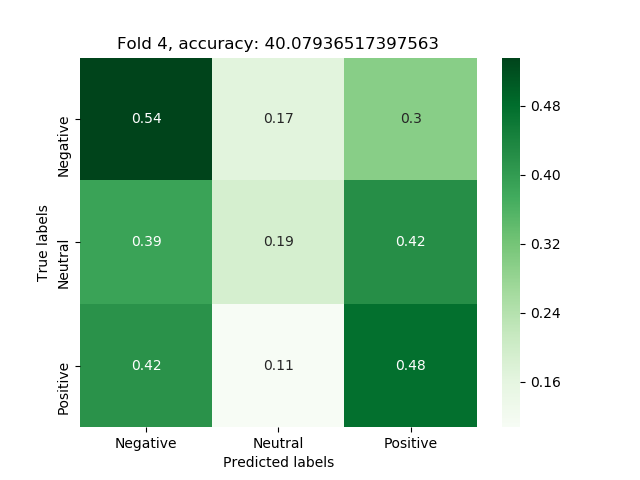 Fold 4, accuracy: 40.07936517397563
Negative
Neutral
Positive
True labels
0.54 0.17 0.3
0.39 0.19 0.42
0.42 0.11 0.48
Negative Neutral Positive
Predicted labels
0.48
0.40
0.32
0.24
0.16